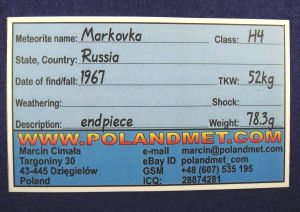 Meteorite name: Markovka Class: H4
State, Country: Russia
Date of find/fall: 1967 TKW: 52kg
Weathering: Shock:
Description: endpiece Weight: 78.3g
WWW.POLANDMET.COM
Marcin Cimała e-mail marcin@polandmet.com
Targoniny 30 eBay ID polandmet_com
43-445 Dzięgielów GSM +48 (607) 535 195
Poland ICQ: 28874281